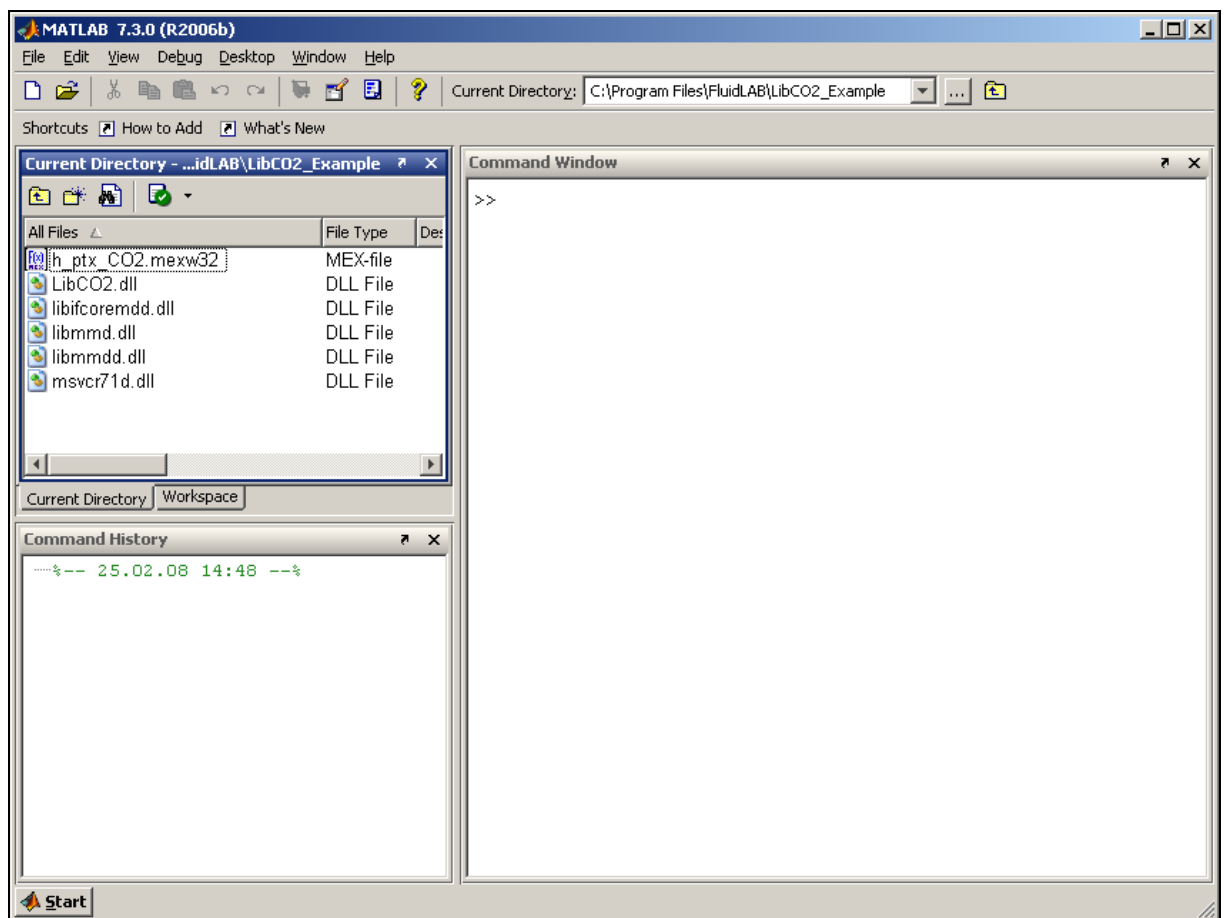 MATLAB 7.3.0 (R2006b)
File Edit View Debug Desktop Window Help
Current Directory: C:\Program Files\FluidLAB\LibCO2_Example ...
Shortcuts How to Add What's New
Current Directory - ...idLAB\LibCO2_Example
All Files File Type Des
h_ptx_CO2.mexw32 MEX-file
LibCO2.dll DLL File
libifcoremdd.dll DLL File
libmmd.dll DLL File
libmmdd.dll DLL File
msvcr71d.dll DLL File
Current Directory Workspace
Command History
%-- 25.02.08 14:48 --%
Command Window
>>
Start